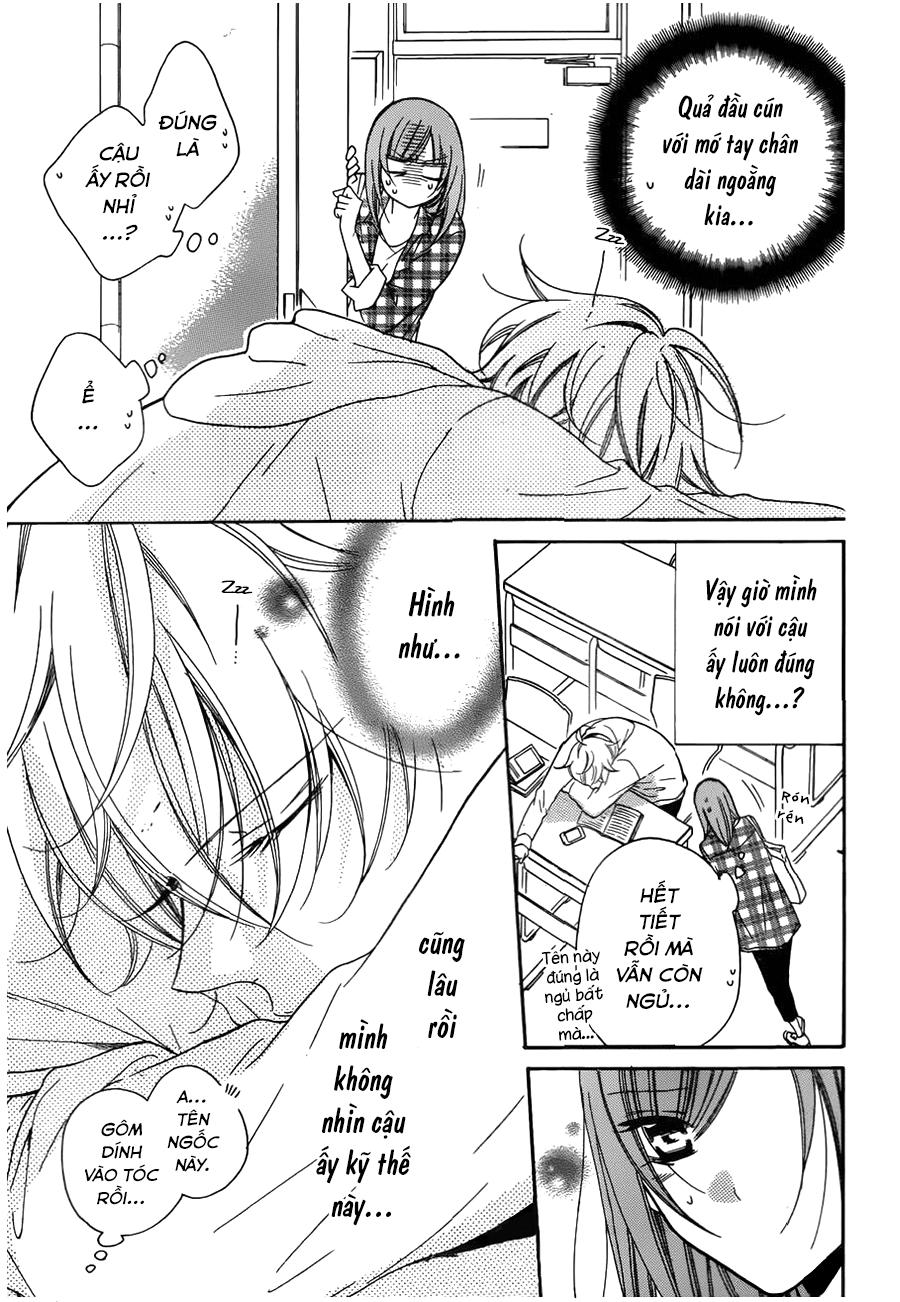 Quả đầu cún
với mớ tay chân
dài ngoằng
kia...
Zzz
ĐÚNG
LÀ
CẬU
ẤY RỒI
NHỈ
...?
Ể
...
Vậy giờ mình
nói với cậu
ấy luôn đúng
không...?
Rón
rén
HẾT
TIẾT
RỒI MÀ
VẪN CÒN
NGỦ...
Tên này
đúng là
ngủ bất
chấp
mà...
Hình
như...
Zzz
cũng
lâu
rồi
mình
không
nhìn cậu
ấy kỹ thế
này...
A...
TÊN
NGỐC
NÀY.
GÔM
DÍNH
VÀO TÓC
RỒI...